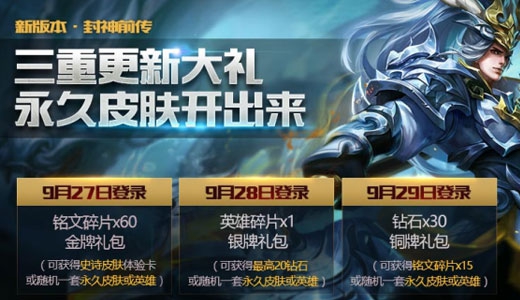 新版本·封神前传
三重更新大礼
永久皮肤开出来
9月27日登录
铭文碎片x60
金牌礼包
（可获得史诗皮肤体验卡
或随机一套永久皮肤或英雄）
9月28日登录
英雄碎片x1
银牌礼包
（可获得最高20钻石
或随机一套永久皮肤或英雄）
9月29日登录
钻石x30
铜牌礼包
（可获得铭文碎片x15
或随机一套永久皮肤或英雄）